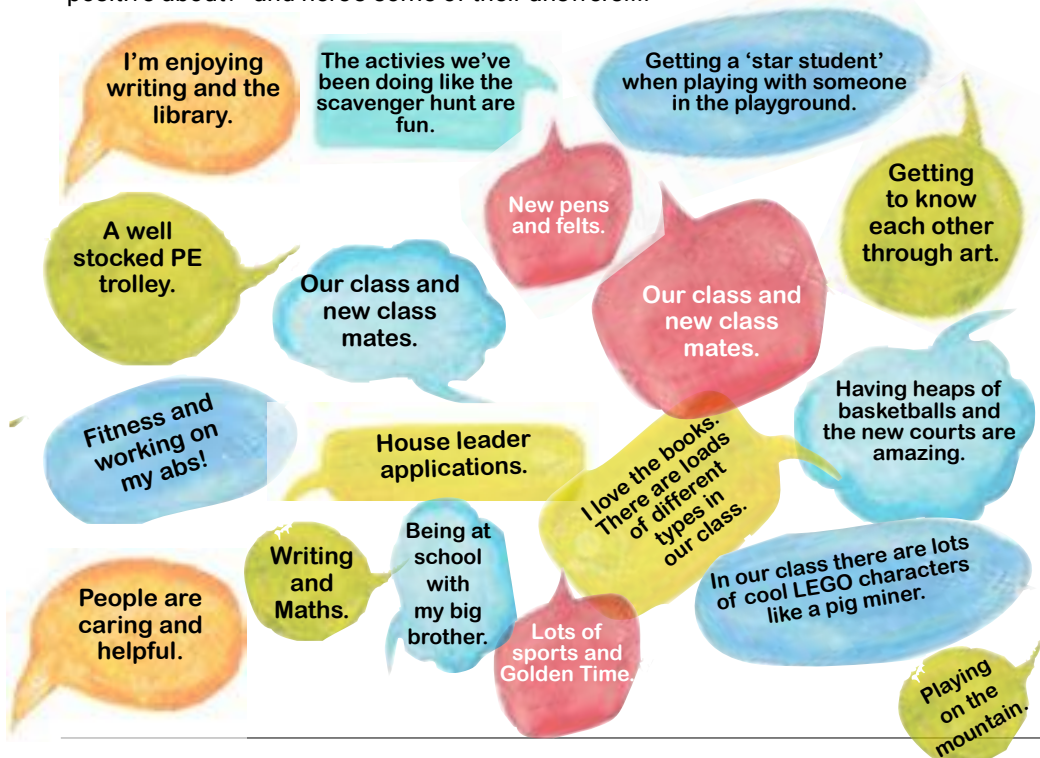 I'm enjoying
writing and the
library.
The activies we've
been doing like the
scavenger hunt are
fun.
Getting a 'star student'
when playing with someone
in the playground.
New pens
and felts.
Getting
to know
each other
through art.
A well
stocked PE
trolley.
Our class and
new class
mates.
Our class and
new class
mates.
Having heaps of
basketballs and
the new courts are
amazing.
Fitness and
working on
my abs!
House leader
applications.
I love the books.
There are loads
of different
types in
our class.
Writing
and
Maths.
Being at
school
with
my big
brother.
In our class there are lots
of cool LEGO characters
like a pig miner.
People are
caring and
helpful.
Lots of
sports and
Golden Time.
Playing
on the
mountain.